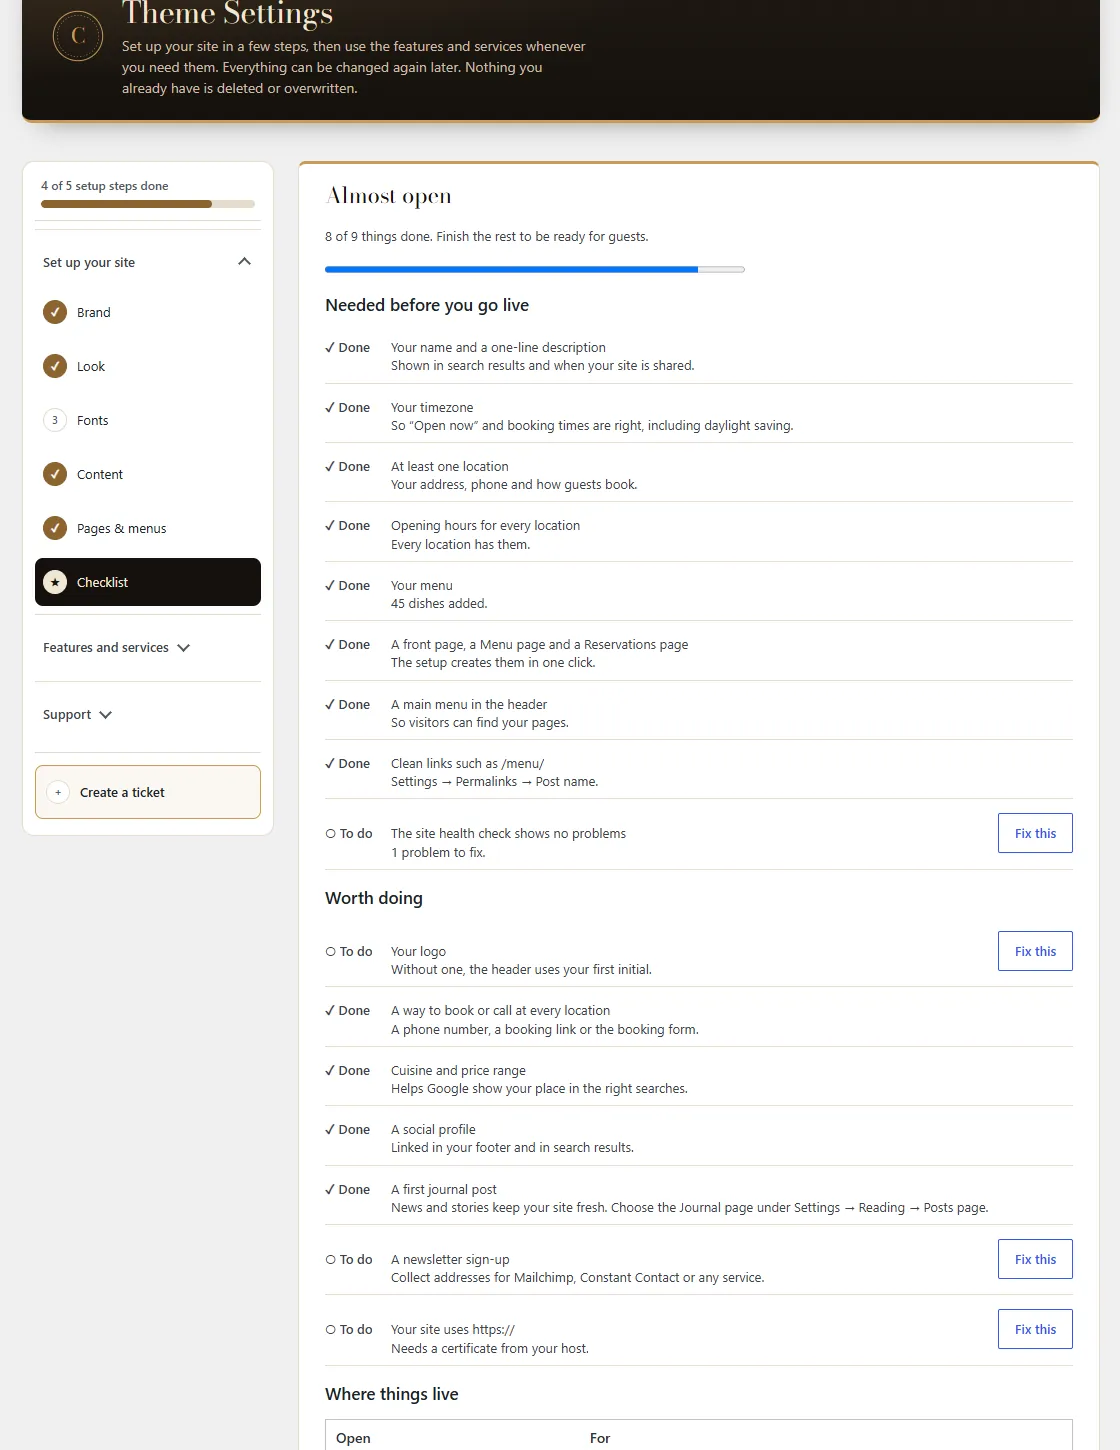 C
Theme Settings
Set up your site in a few steps, then use the features and services whenever
you need them. Everything can be changed again later. Nothing you
already have is deleted or overwritten.
4 of 5 setup steps done
Set up your site
✓ Brand
✓ Look
3 Fonts
✓ Content
✓ Pages & menus
★ Checklist
Features and services
Support
+ Create a ticket
Almost open
8 of 9 things done. Finish the rest to be ready for guests.
Needed before you go live
✓ Done Your name and a one-line description
Shown in search results and when your site is shared.
✓ Done Your timezone
So “Open now” and booking times are right, including daylight saving.
✓ Done At least one location
Your address, phone and how guests book.
✓ Done Opening hours for every location
Every location has them.
✓ Done Your menu
45 dishes added.
✓ Done A front page, a Menu page and a Reservations page
The setup creates them in one click.
✓ Done A main menu in the header
So visitors can find your pages.
✓ Done Clean links such as /menu/
Settings → Permalinks → Post name.
○ To do The site health check shows no problems Fix this
1 problem to fix.
Worth doing
○ To do Your logo Fix this
Without one, the header uses your first initial.
✓ Done A way to book or call at every location
A phone number, a booking link or the booking form.
✓ Done Cuisine and price range
Helps Google show your place in the right searches.
✓ Done A social profile
Linked in your footer and in search results.
✓ Done A first journal post
News and stories keep your site fresh. Choose the Journal page under Settings → Reading → Posts page.
○ To do A newsletter sign-up Fix this
Collect addresses for Mailchimp, Constant Contact or any service.
○ To do Your site uses https:// Fix this
Needs a certificate from your host.
Where things live
Open For